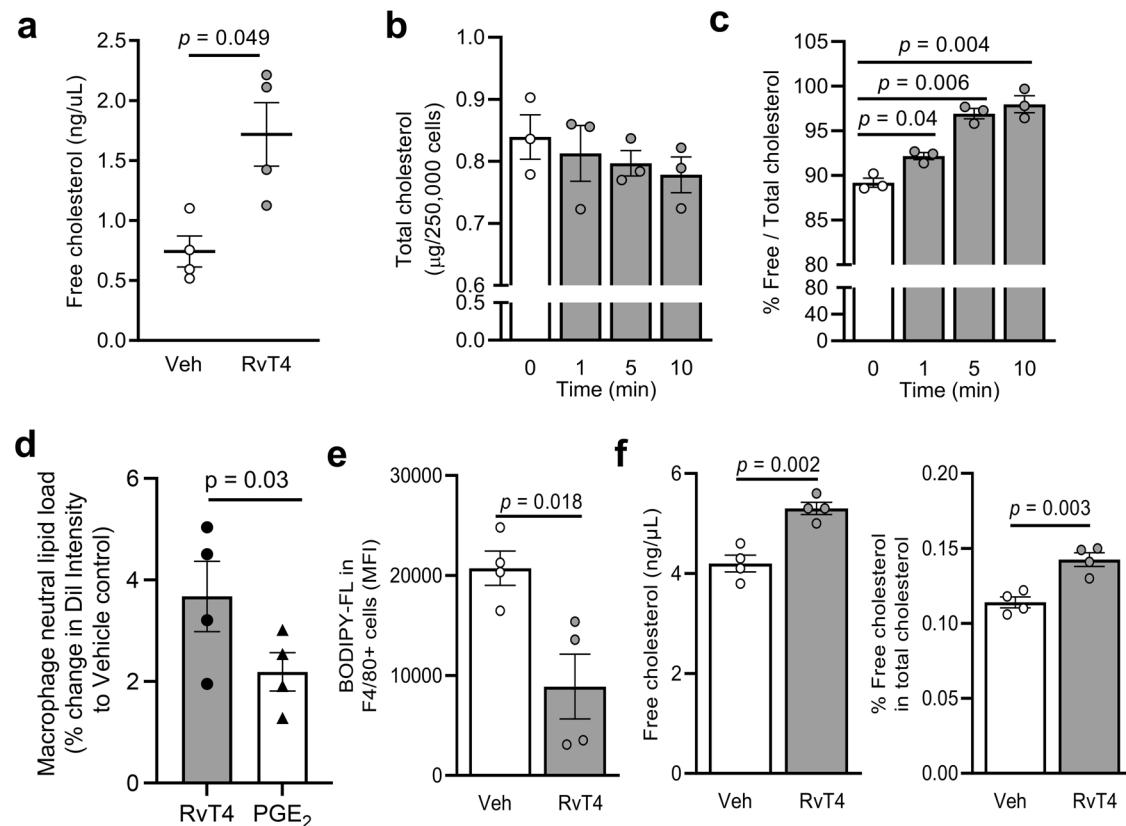 a
p = 0.049
Free cholesterol (ng/uL)
2.5
2.0
1.5
1.0
0.5
0.0
Veh
RvT4
b
Total cholesterol
(μg/250,000 cells)
1.0
0.9
0.8
0.7
0.6
0.5
0.0
0 1 5 10
Time (min)
c
p = 0.004
p = 0.006
p = 0.04
% Free / Total cholesterol
105
100
95
90
85
80
80
40
0
0 1 5 10
Time (min)
d
p = 0.03
Macrophage neutral lipid load
(% change in DiI Intensity
to Vehicle control)
6
4
2
0
RvT4 PGE2
e
p = 0.018
BODIPY-FL in
F4/80+ cells (MFI)
30000
20000
10000
0
Veh RvT4
f
p = 0.002
Free cholesterol (ng/μL)
6
4
2
0
Veh RvT4
p = 0.003
% Free cholesterol
in total cholesterol
0.20
0.15
0.10
0.05
0.00
Veh RvT4